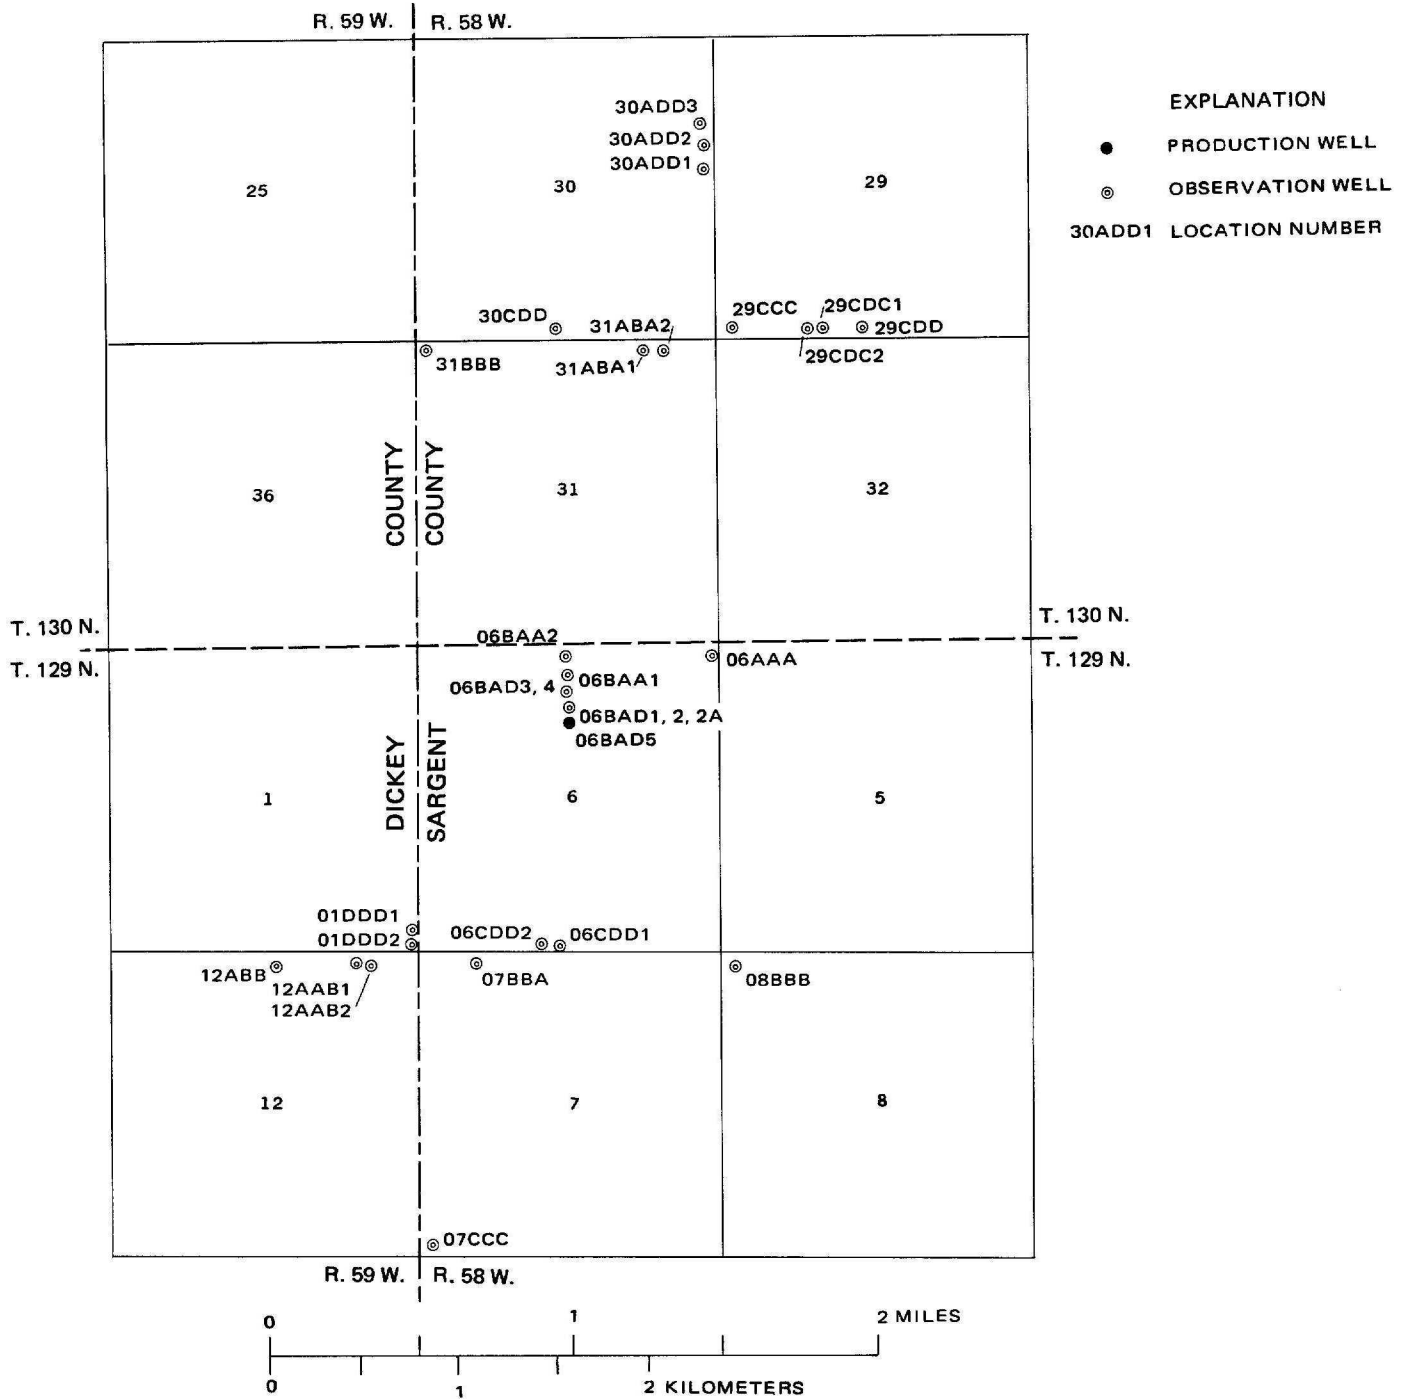 R. 59 W. R. 58 W.
EXPLANATION
PRODUCTION WELL
OBSERVATION WELL
30ADD1 LOCATION NUMBER
30ADD3
30ADD2
30ADD1
25 30 29
30CDD 31ABA2 29CCC 29CDC1
29CDD
31BBB 31ABA1 29CDC2
COUNTY
COUNTY
36 31 32
T. 130 N. T. 130 N.
T. 129 N. T. 129 N.
06BAA2
06AAA
06BAA1
06BAD3, 4
06BAD1, 2, 2A
06BAD5
DICKEY
SARGENT
1 6 5
01DDD1
01DDD2 06CDD2 06CDD1
12ABB 07BBA 08BBB
12AAB1
12AAB2
12 7 8
07CCC
R. 59 W. R. 58 W.
0 1 2 MILES
0 1 2 KILOMETERS